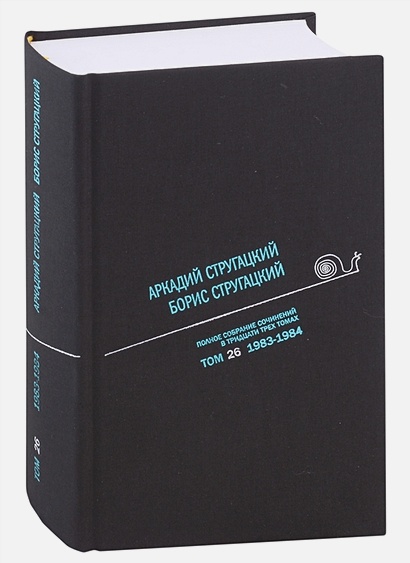 АРКАДИЙ СТРУГАЦКИЙ
БОРИС СТРУГАЦКИЙ
ПОЛНОЕ СОБРАНИЕ СОЧИНЕНИЙ
В ТРИДЦАТИ ТРЕХ ТОМАХ
ТОМ 26 1983-1984
АРКАДИЙ СТРУГАЦКИЙ БОРИС СТРУГАЦКИЙ
ТОМ 26 1983-1984